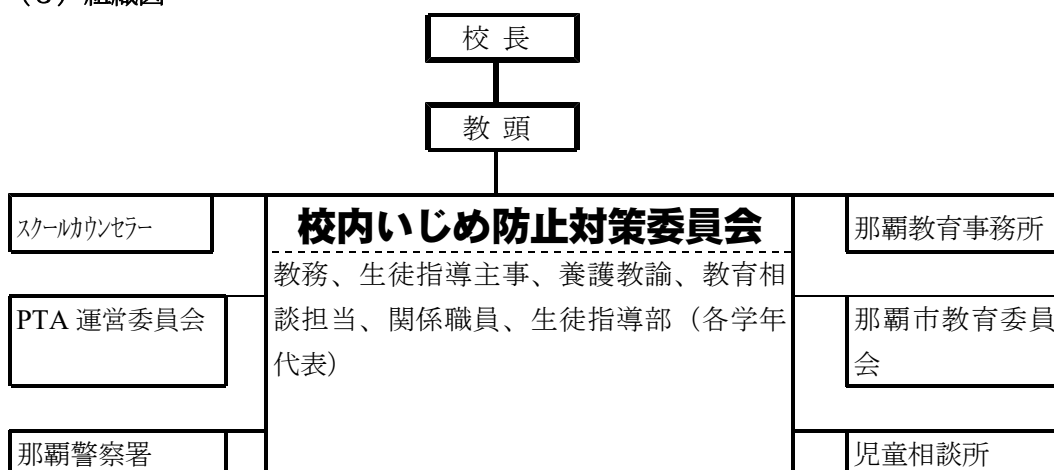 校長
教頭
校内いじめ防止対策委員会
教務、生徒指導主事、養護教諭、教育相
談担当、関係職員、生徒指導部（各学年
代表）
スクールカウンセラー
PTA 運営委員会
那覇警察署
那覇教育事務所
那覇市教育委員
会
児童相談所